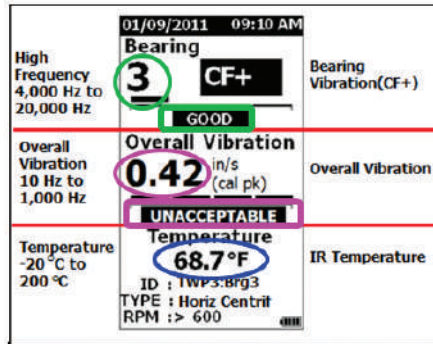 01/09/2011 09:10 AM
Bearing
High
Frequency
4,000 Hz to
20,000 Hz
3 CF+
GOOD
Bearing
Vibration(CF+)
Overall Vibration
Overall
Vibration
10 Hz to
1,000 Hz
0.42 in/s
(cal pk)
UNACCEPTABLE
Overall Vibration
Temperature
Temperature
-20 °C to
200 °C
68.7°F
IR Temperature
ID : TWP3:Brg3
TYPE : Horiz Centrif
RPM :> 600